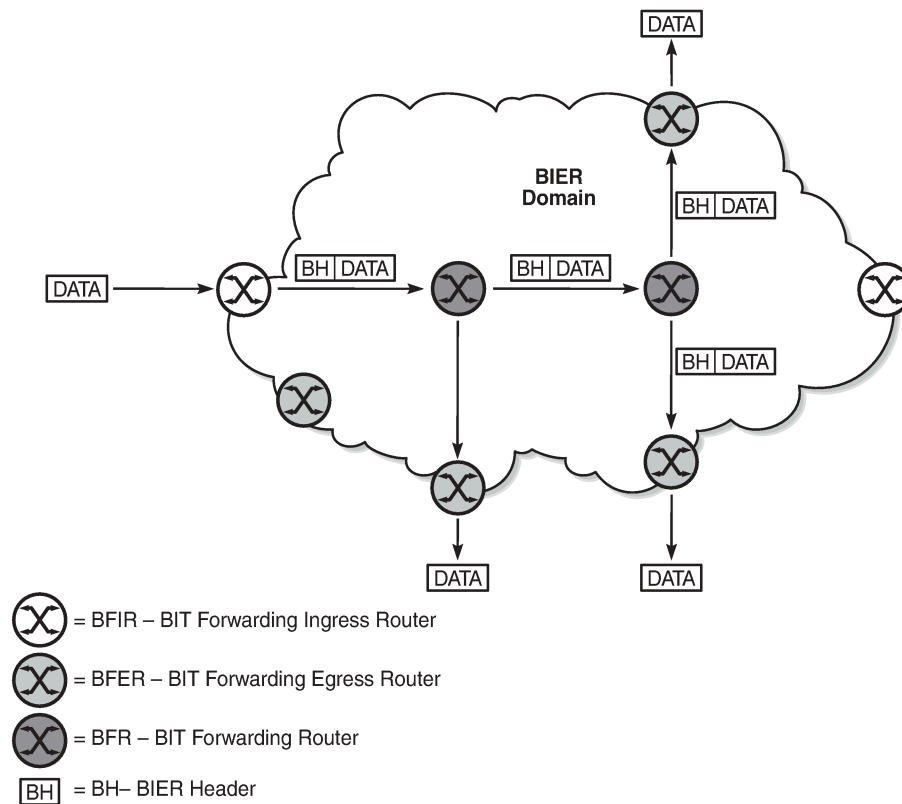 DATA
BIER
Domain
BH DATA
DATA
BH DATA
BH DATA
BH DATA
DATA
DATA
= BFIR – BIT Forwarding Ingress Router
= BFER – BIT Forwarding Egress Router
= BFR – BIT Forwarding Router
BH = BH– BIER Header